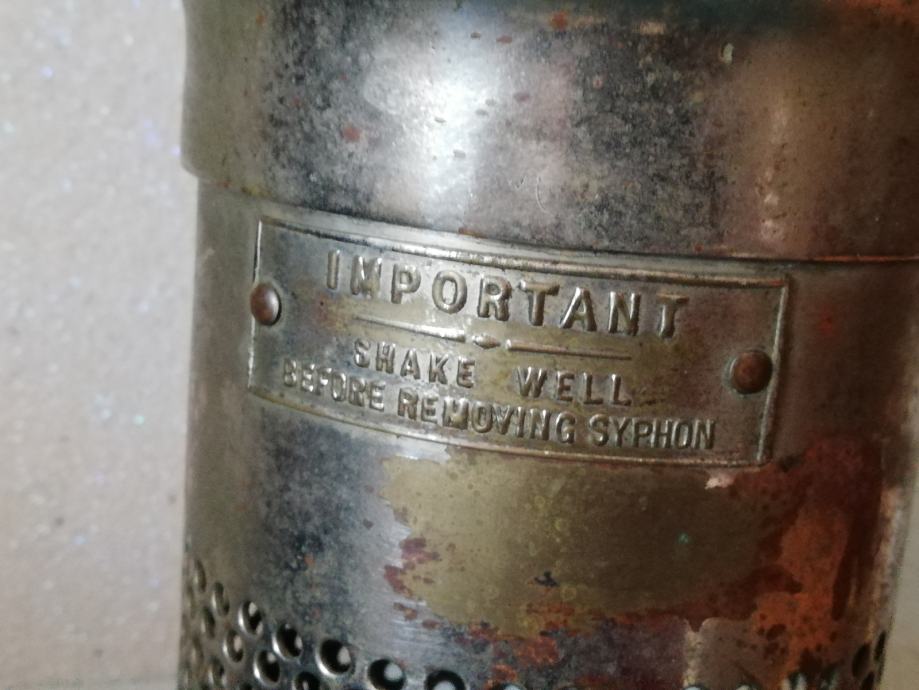 IMPORTANT
SHAKE WELL
BEFORE REMOVING SYPHON